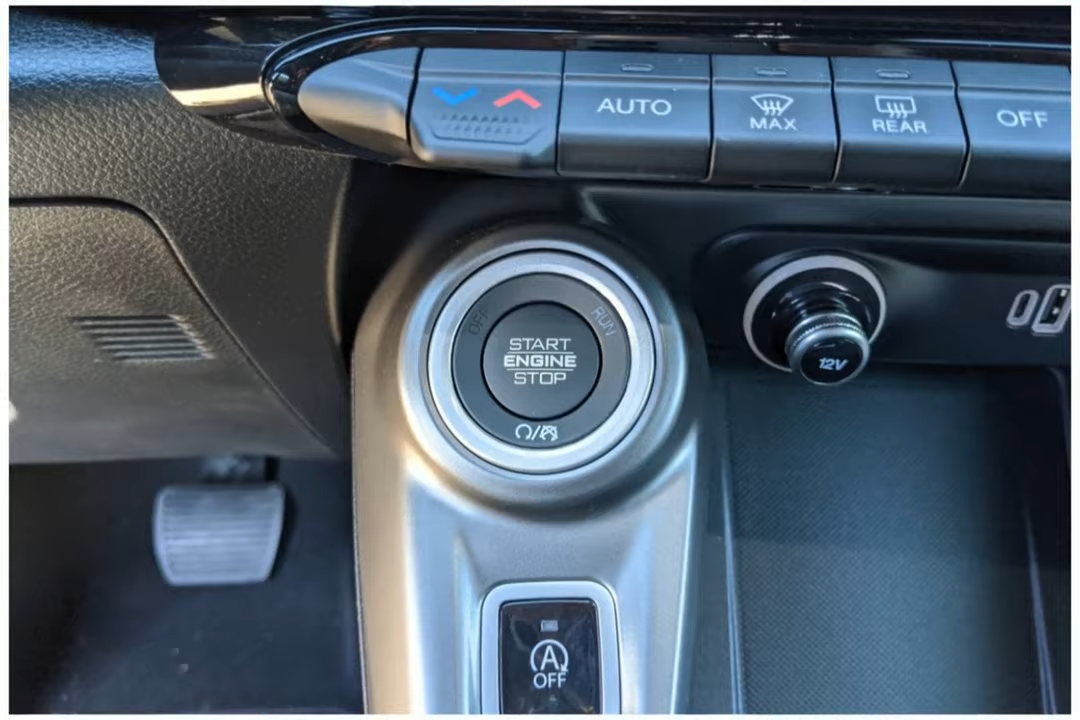 AUTO
MAX
REAR
OFF
OFF
RUN
START
ENGINE
STOP
12V
A
OFF